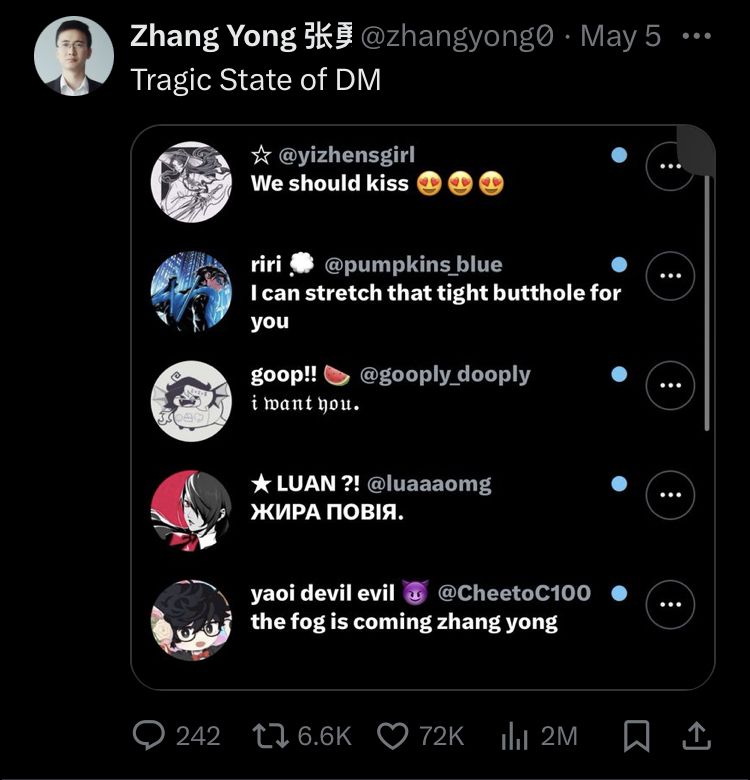 Zhang Yong 张勇 @zhangyong0 · May 5 ···
Tragic State of DM
☆ @yizhensgirl
We should kiss 😍 😍 😍
riri 💭 @pumpkins_blue
I can stretch that tight butthole for
you
goop!! 🍉 @gooply_dooply
𝔦 𝔴𝔞𝔫𝔱 𝔶𝔬𝔲.
★ LUAN ?! @luaaaomg
ЖИРА ПОВІЯ.
yaoi devil evil 😈 @CheetoC100
the fog is coming zhang yong
242 6.6K 72K 2M